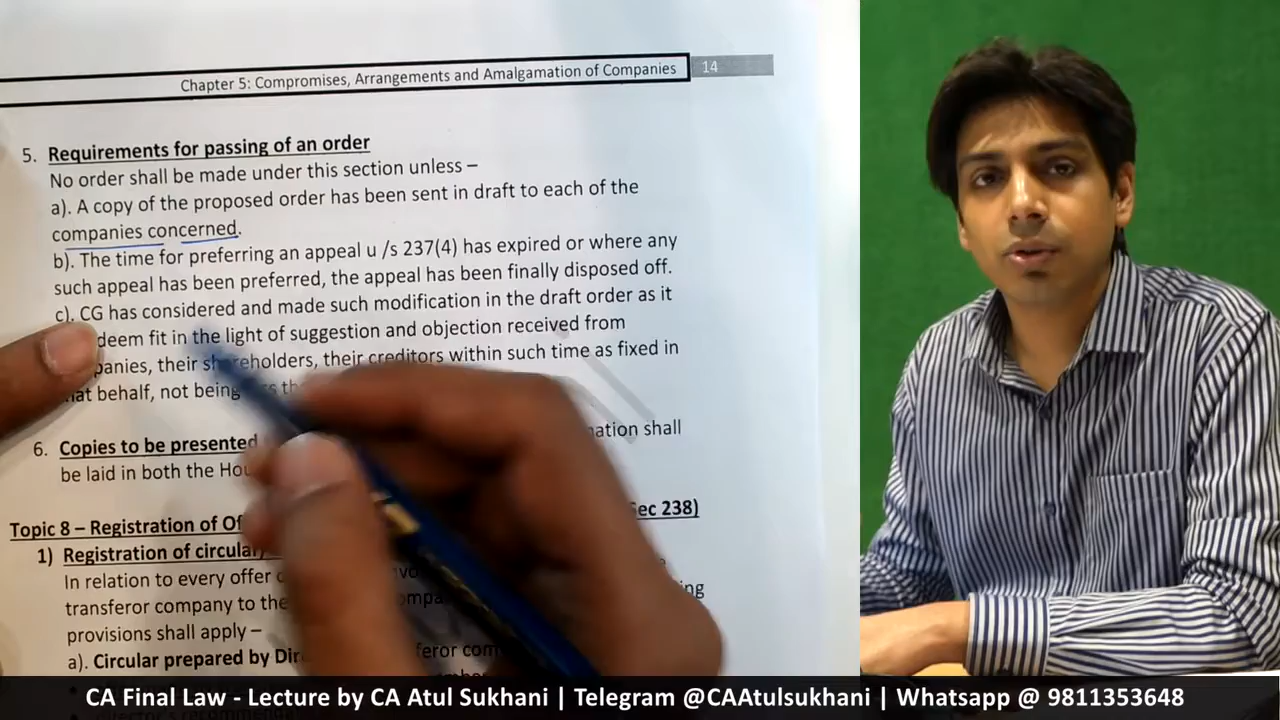 Chapter 5: Compromises, Arrangements and Amalgamation of Companies 14
5. Requirements for passing of an order
No order shall be made under this section unless –
a). A copy of the proposed order has been sent in draft to each of the
companies concerned.
b). The time for preferring an appeal u /s 237(4) has expired or where any
such appeal has been preferred, the appeal has been finally disposed off.
c). CG has considered and made such modification in the draft order as it
deem fit in the light of suggestion and objection received from
their shareholders, their creditors within such time as fixed in
behalf, not being
6. Copies to be presented shall
be laid in both the
Topic 8 – Registration of Sec 238)
1) Registration of circular
In relation to every offer
transferor company to the
provisions shall apply –
a). Circular prepared by
CA Final Law - Lecture by CA Atul Sukhani | Telegram @CAAtulsukhani | Whatsapp @ 9811353648